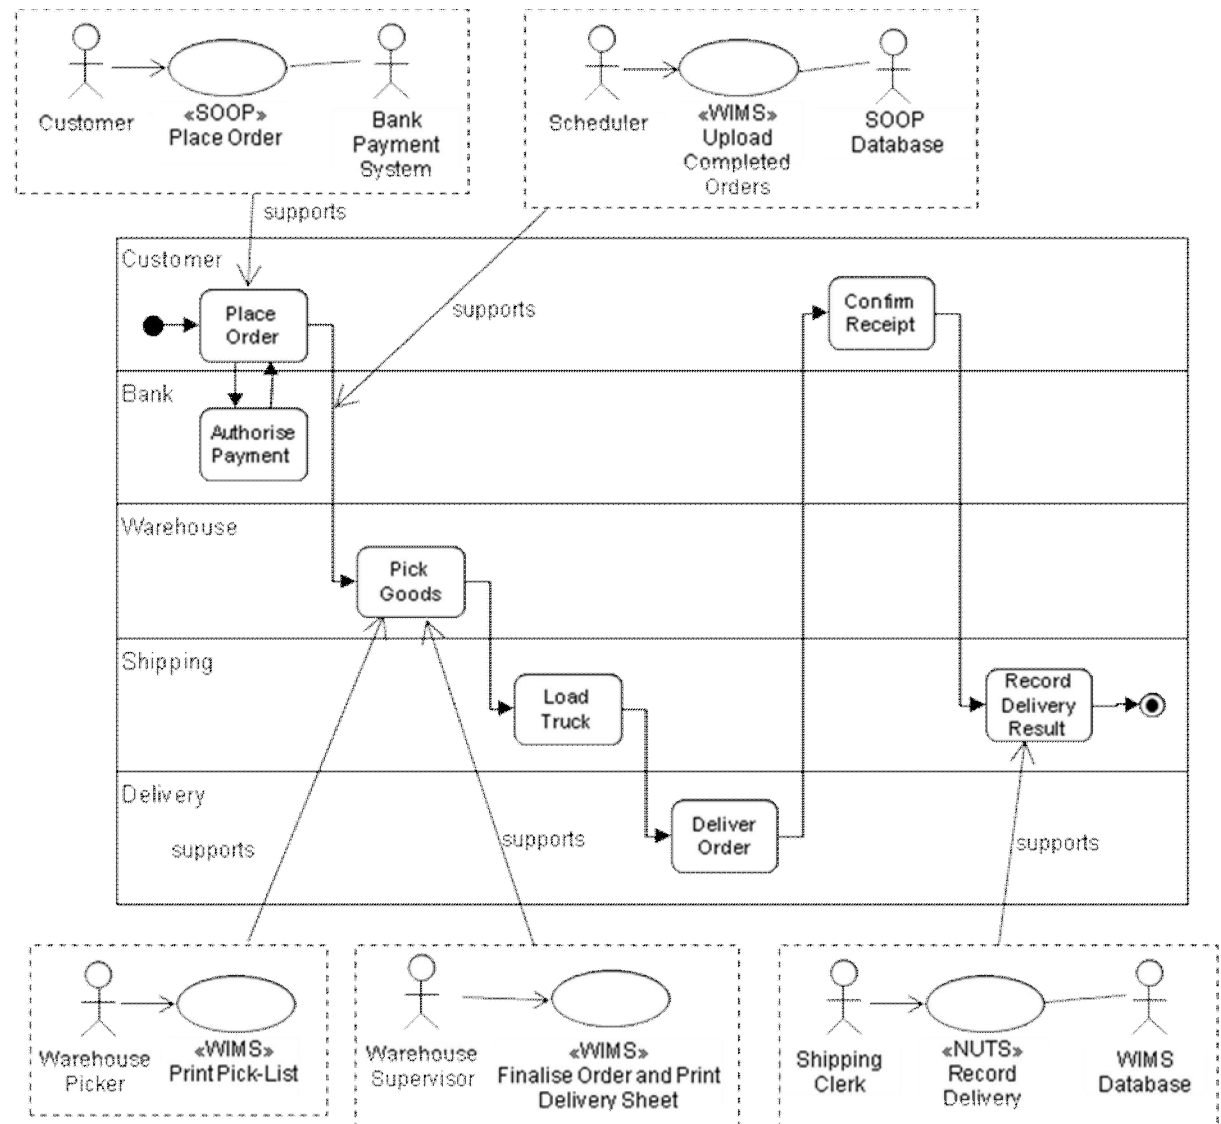 Customer
«SOOP»
Place Order
Bank
Payment
System
Scheduler
«WIMS»
Upload
Completed
Orders
SOOP
Database
supports
supports
Customer
Place
Order
Confirm
Receipt
Bank
Authorise
Payment
Warehouse
Pick
Goods
Shipping
Load
Truck
Record
Delivery
Result
Delivery
Deliver
Order
supports
supports
supports
Warehouse
Picker
«WIMS»
Print Pick-List
Warehouse
Supervisor
«WIMS»
Finalise Order and Print
Delivery Sheet
Shipping
Clerk
«NUTS»
Record
Delivery
WIMS
Database